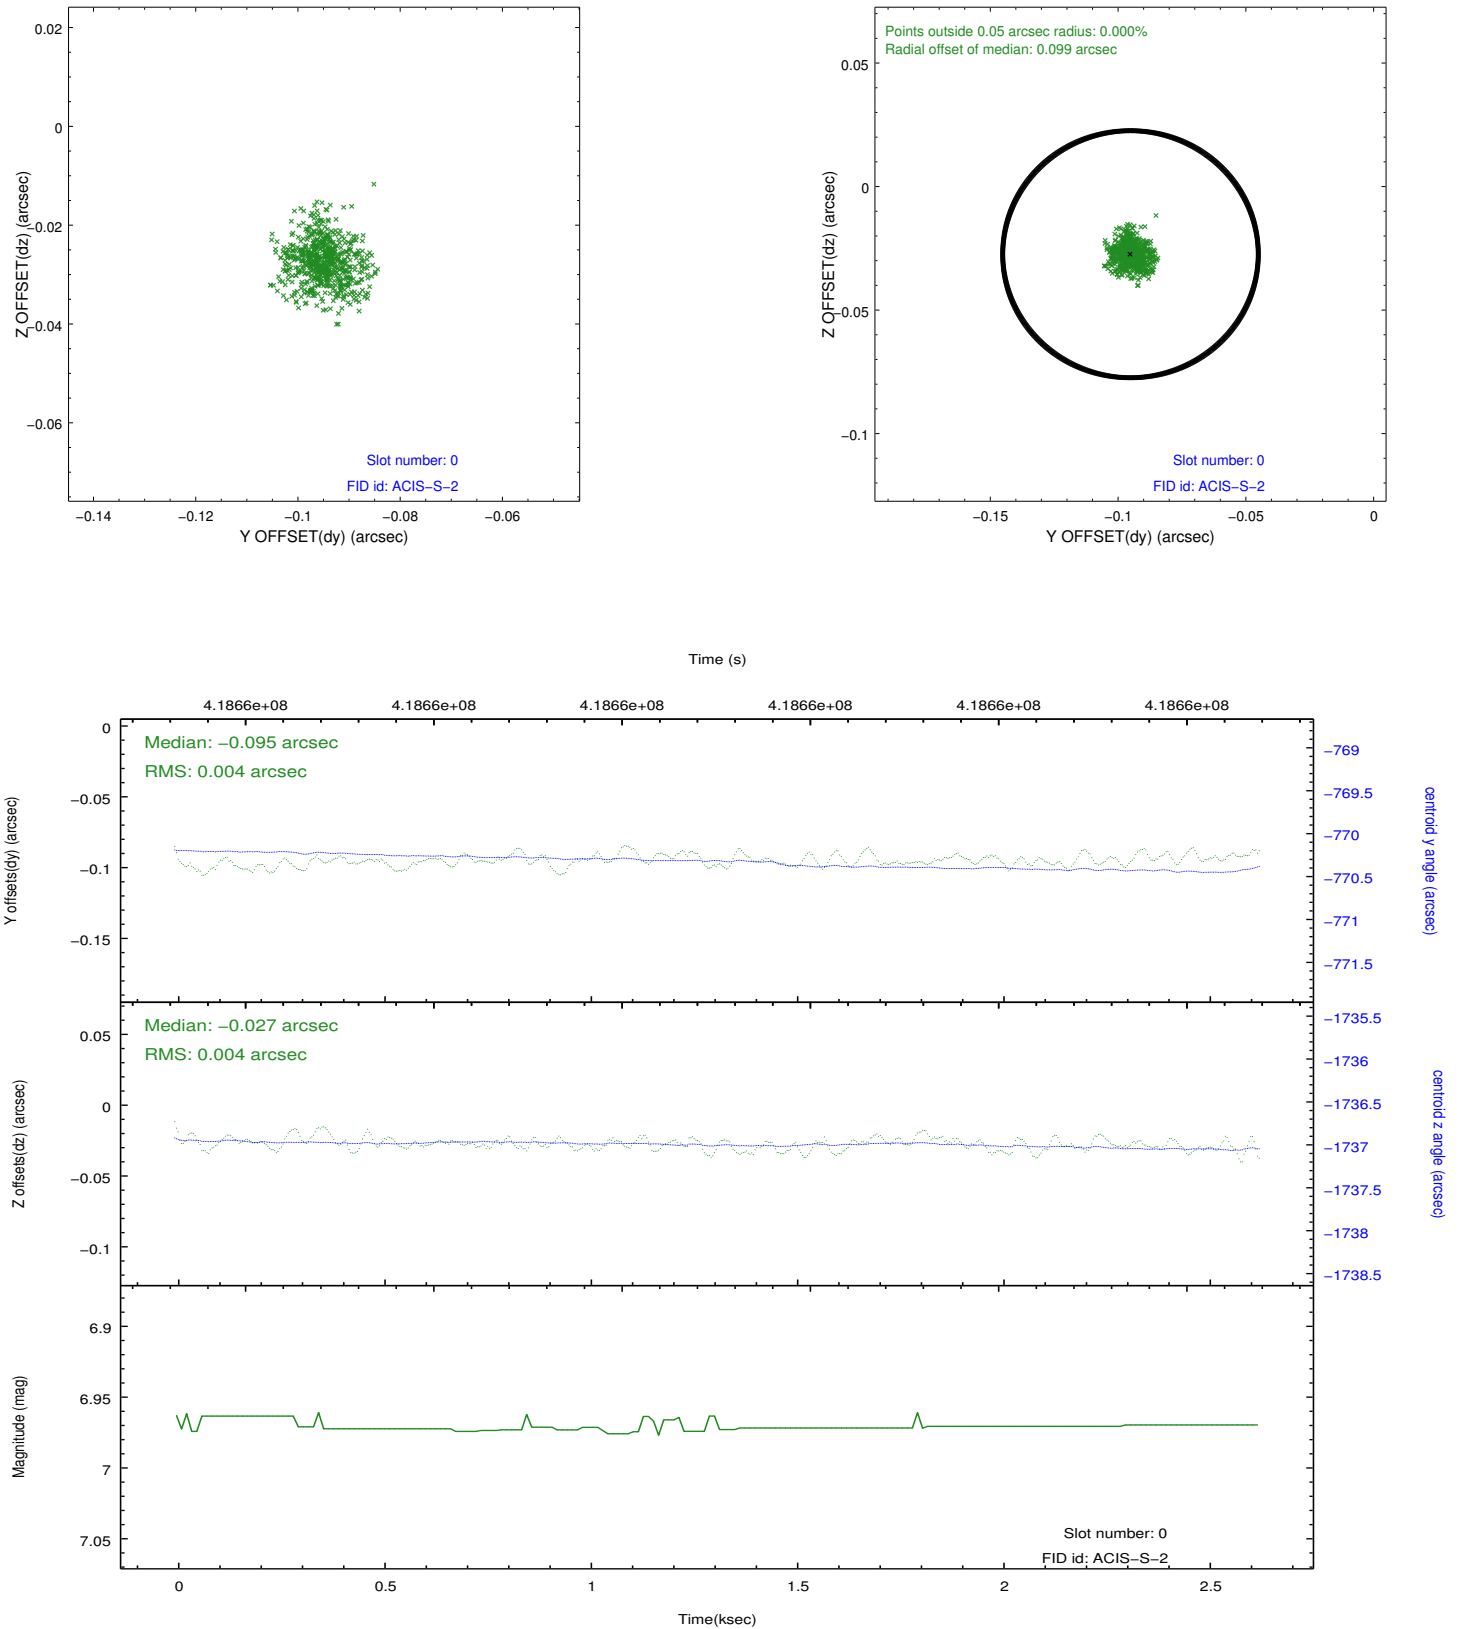 0.02
0
−0.02
−0.04
−0.06
Z OFFSET(dz) (arcsec)
Slot number: 0
FID id: ACIS−S−2
−0.14 −0.12 −0.1 −0.08 −0.06
Y OFFSET(dy) (arcsec)
Points outside 0.05 arcsec radius: 0.000%
Radial offset of median: 0.099 arcsec
0.05
0
−0.05
−0.1
Z OFFSET(dz) (arcsec)
Slot number: 0
FID id: ACIS−S−2
−0.15 −0.1 −0.05 0
Y OFFSET(dy) (arcsec)
Time (s)
4.1866e+08 4.1866e+08 4.1866e+08 4.1866e+08 4.1866e+08 4.1866e+08
Median: −0.095 arcsec
RMS: 0.004 arcsec
0
−0.05
−0.1
−0.15
Y offsets(dy) (arcsec)
−769
−769.5
−770
−770.5
−771
−771.5
centroid y angle (arcsec)
Median: −0.027 arcsec
RMS: 0.004 arcsec
0.05
0
−0.05
−0.1
Z offsets(dz) (arcsec)
−1735.5
−1736
−1736.5
−1737
−1737.5
−1738
−1738.5
centroid z angle (arcsec)
6.9
6.95
7
7.05
Magnitude (mag)
Slot number: 0
FID id: ACIS−S−2
0 0.5 1 1.5 2 2.5
Time(ksec)